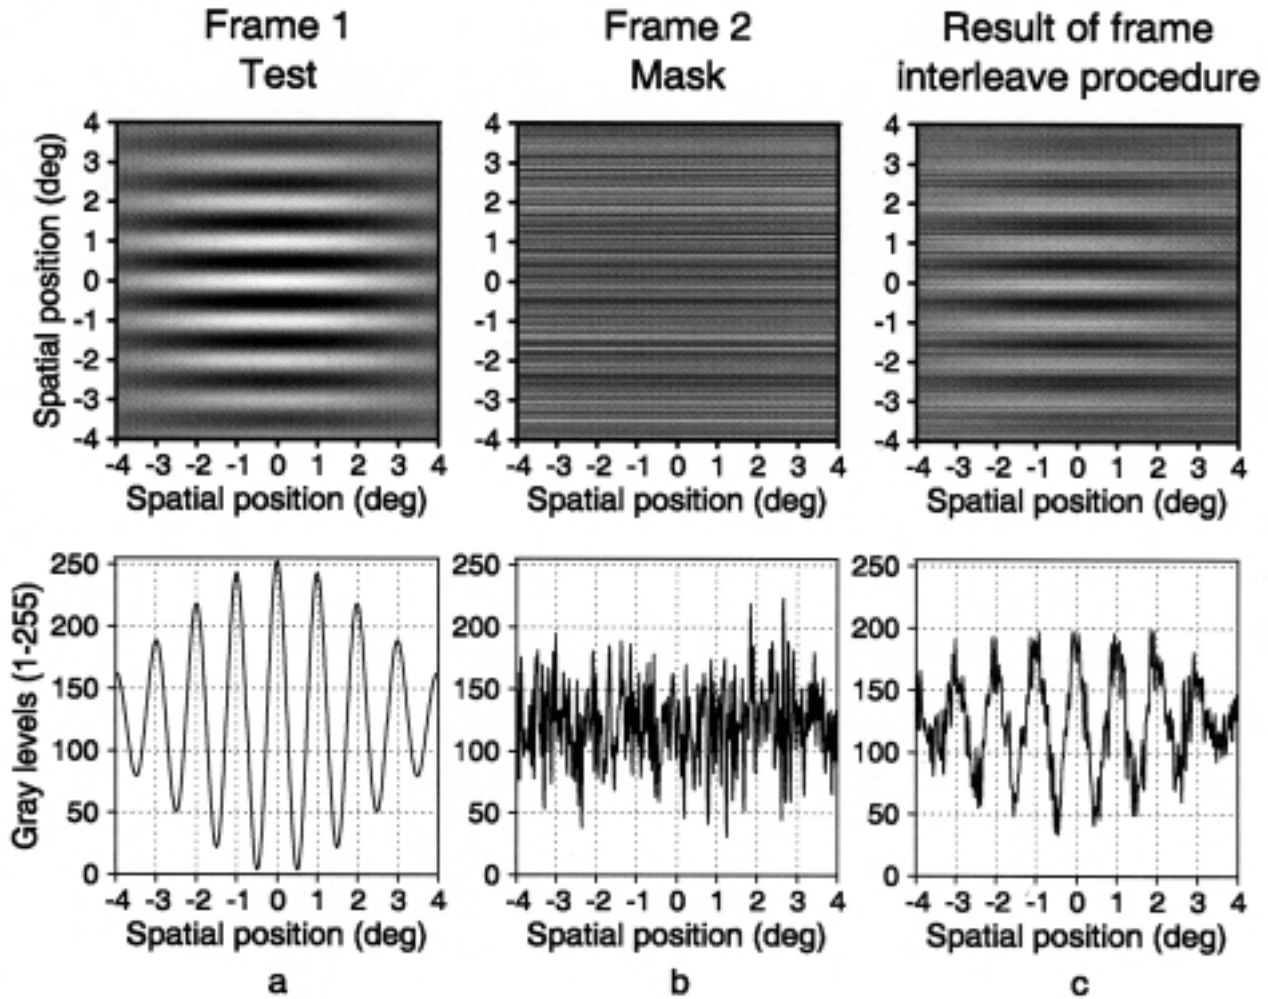 Frame 1
Test
Frame 2
Mask
Result of frame
interleave procedure
Spatial position (deg)
4
3
2
1
0
-1
-2
-3
-4
-4 -3 -2 -1 0 1 2 3 4
Spatial position (deg)
4
3
2
1
0
-1
-2
-3
-4
-4 -3 -2 -1 0 1 2 3 4
Spatial position (deg)
4
3
2
1
0
-1
-2
-3
-4
-4 -3 -2 -1 0 1 2 3 4
Spatial position (deg)
Gray levels (1-255)
250
200
150
100
50
0
-4 -3 -2 -1 0 1 2 3 4
Spatial position (deg)
a
250
200
150
100
50
0
-4 -3 -2 -1 0 1 2 3 4
Spatial position (deg)
b
250
200
150
100
50
0
-4 -3 -2 -1 0 1 2 3 4
Spatial position (deg)
c